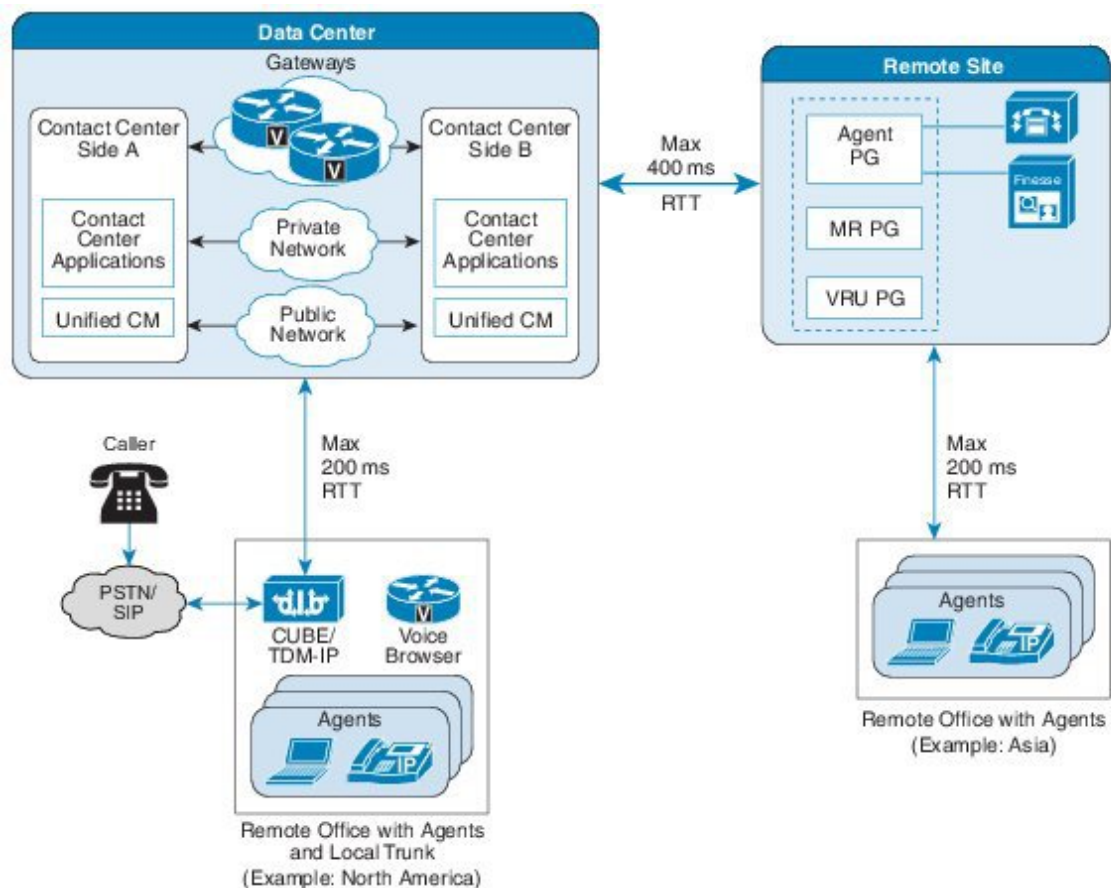 Data Center
Gateways
Contact Center
Side A
V
V
Contact Center
Side B
Contact
Center
Applications
Private
Network
Contact
Center
Applications
Unified CM
Public
Network
Unified CM
Max
400 ms
RTT
Remote Site
Agent
PG
Finesse
MR PG
VRU PG
Caller
Max
200 ms
RTT
Max
200 ms
RTT
PSTN/
SIP
CUBE/
TDM-IP
V
Voice
Browser
Agents
IP
Remote Office with Agents
and Local Trunk
(Example: North America)
Agents
IP
Remote Office with Agents
(Example: Asia)